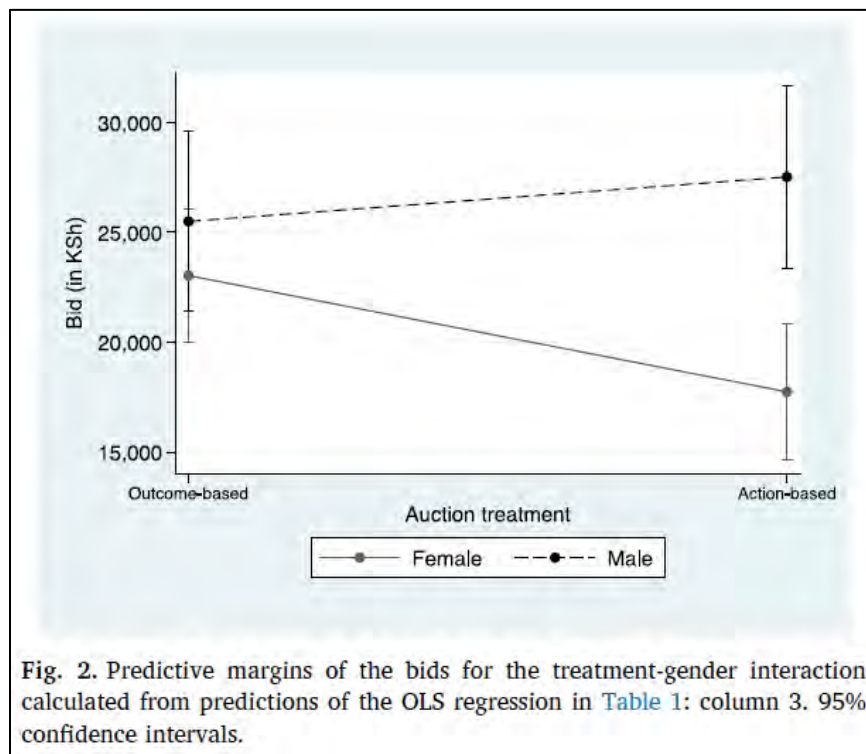 30,000
25,000
20,000
15,000
Bid (in KSh)
Outcome-based
Action-based
Auction treatment
Female
Male
Fig. 2. Predictive margins of the bids for the treatment-gender interaction
calculated from predictions of the OLS regression in Table 1: column 3. 95%
confidence intervals.